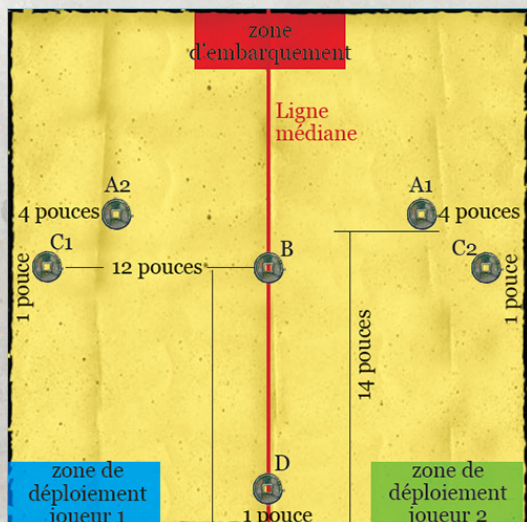 zone
d'embarquement
Ligne
médiane
A2
A1
4 pouces
4 pouces
C1
B
C2
12 pouces
1 pouce
1 pouce
14 pouces
D
zone de
déploiement
joueur 1
1 pouce
zone de
déploiement
joueur 2